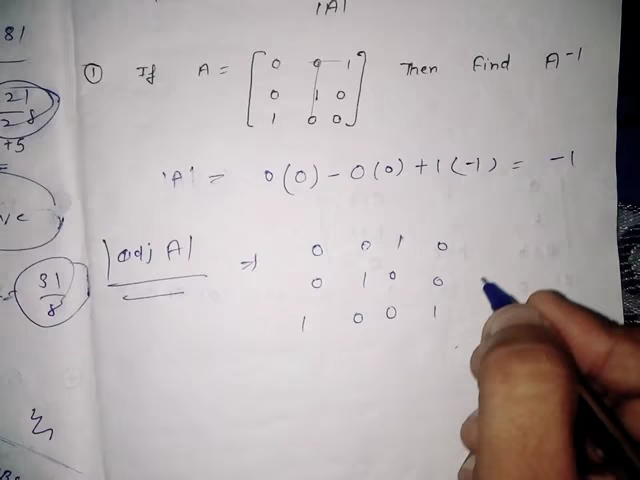 |A|
81
① If A = [ 0 0 1 Then Find A⁻¹
0 1 0
1 0 0 ]
21
28
+5
=
|A| = 0(0) - 0(0) + 1(-1) = -1
ve
|adj A| ⇒ 0 0 1 0
0 1 0 0
1 0 0 1
31
8